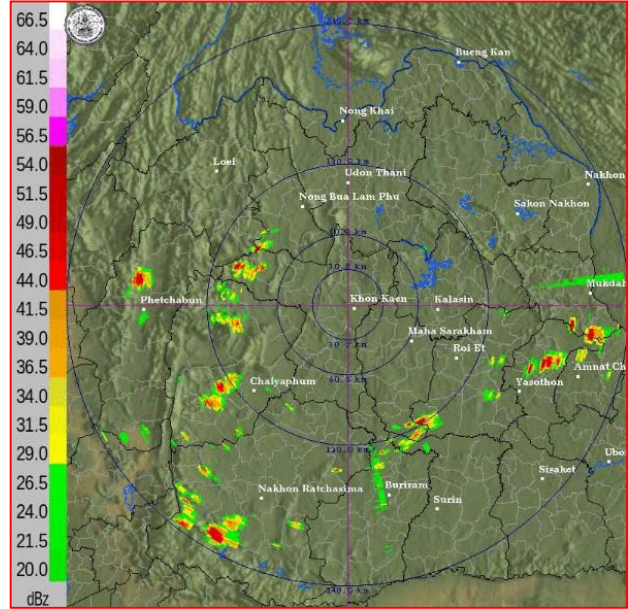 66.5
64.0
61.5
59.0
56.5
54.0
51.5
49.0
46.5
44.0
41.5
39.0
36.5
34.0
31.5
29.0
26.5
24.0
21.5
20.0
dBz
240.0 km
Bueng Kan
Nong Khai
Loei
Udon Thani
Nakhon
Nong Bua Lam Phu
Sakon Nakhon
Mukdah
Phetchabun
Khon Kaen
Kalasin
Maha Sarakham
Roi Et
Amnat Ch
Chaiyaphum
Yasothon
Ubo
Sisaket
Nakhon Ratchasima
Buriram
Surin